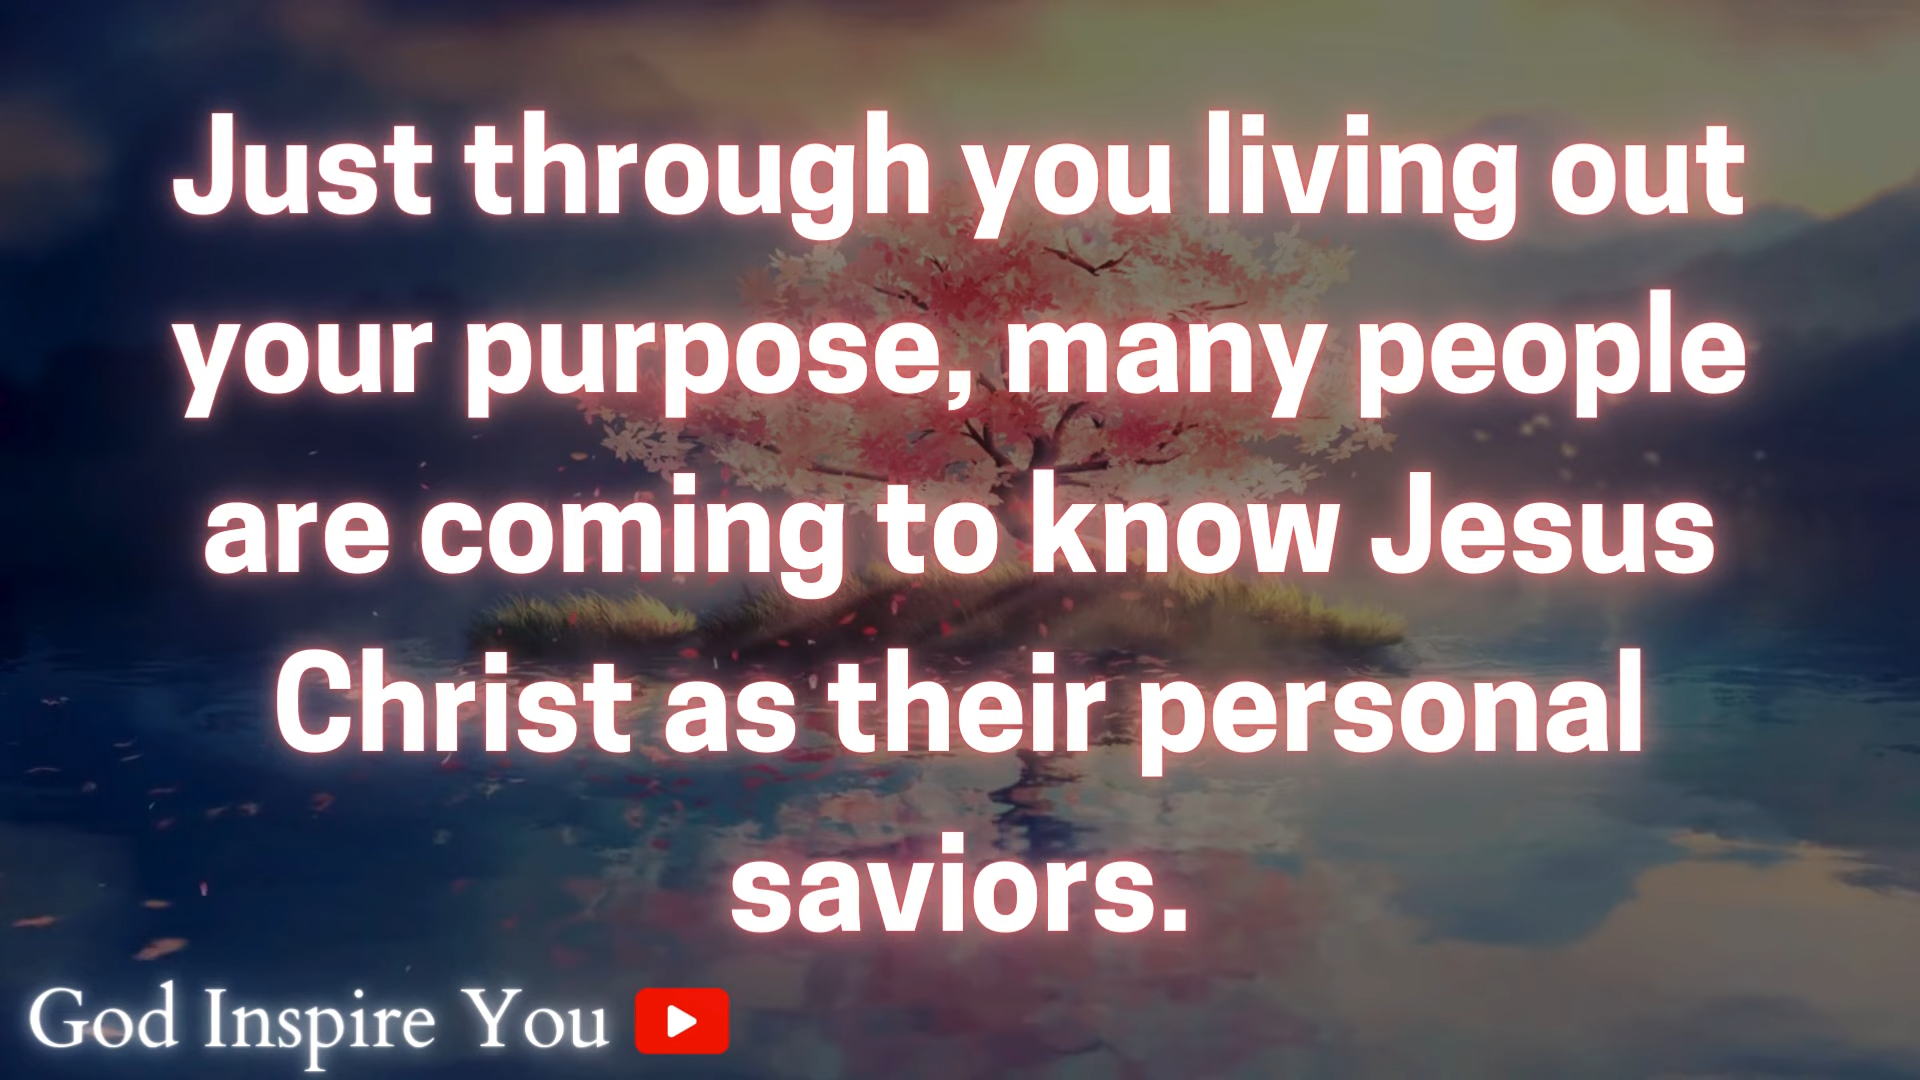 Just through you living out
your purpose, many people
are coming to know Jesus
Christ as their personal
saviors.
God Inspire You